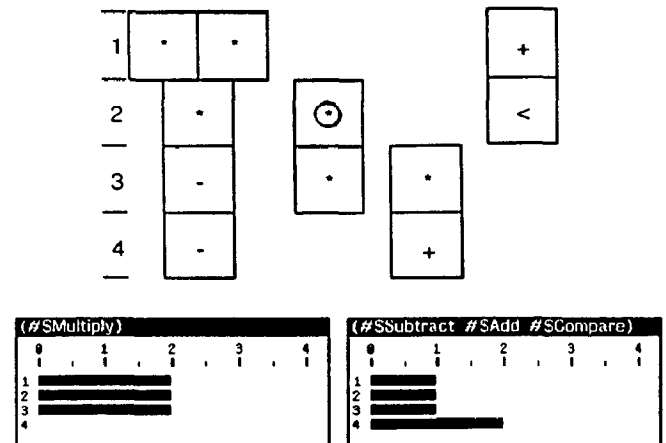 1 * * +
2 * * <
3 - * *
4 - +
(#$Multiply)
0 1 2 3 4
1
2
3
4
(#$Subtract #$Add #$Compare)
0 1 2 3 4
1
2
3
4